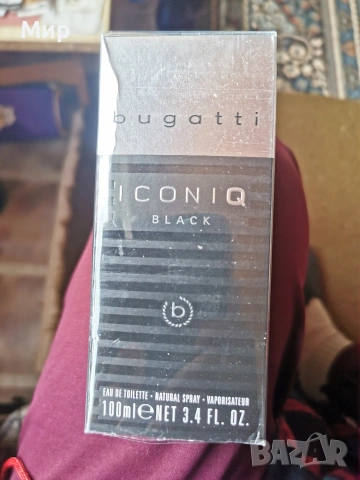 Мир
bugatti
ICONIQ
BLACK
b
EAU DE TOILETTE · NATURAL SPRAY · VAPORISATEUR
100ml ℮ NET 3.4 FL. OZ.
BAZAR